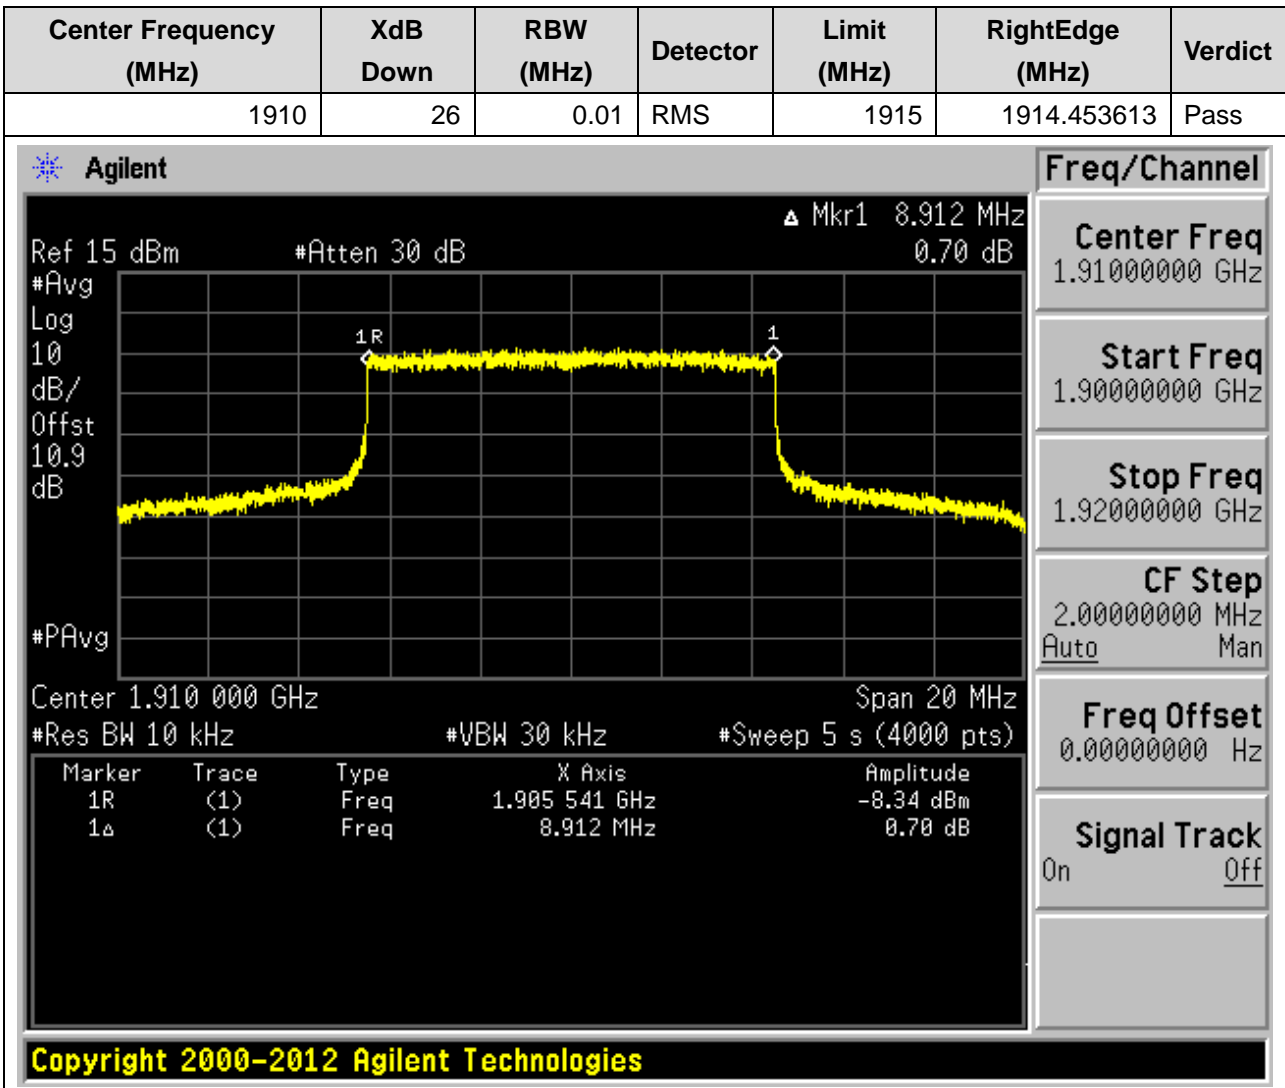 Center Frequency (MHz) XdB Down RBW (MHz) Detector Limit (MHz) RightEdge (MHz) Verdict
1910 26 0.01 RMS 1915 1914.453613 Pass
Agilent
Freq/Channel
Δ Mkr1 8.912 MHz
Ref 15 dBm #Atten 30 dB 0.70 dB
#Avg
Log
10
dB/
Offst
10.9
dB
#PAvg
1R
1
Center 1.910 000 GHz Span 20 MHz
#Res BW 10 kHz #VBW 30 kHz #Sweep 5 s (4000 pts)
Marker Trace Type X Axis Amplitude
1R (1) Freq 1.905 541 GHz -8.34 dBm
1Δ (1) Freq 8.912 MHz 0.70 dB
Center Freq
1.91000000 GHz
Start Freq
1.90000000 GHz
Stop Freq
1.92000000 GHz
CF Step
2.00000000 MHz
Auto Man
Freq Offset
0.00000000 Hz
Signal Track
On Off
Copyright 2000-2012 Agilent Technologies